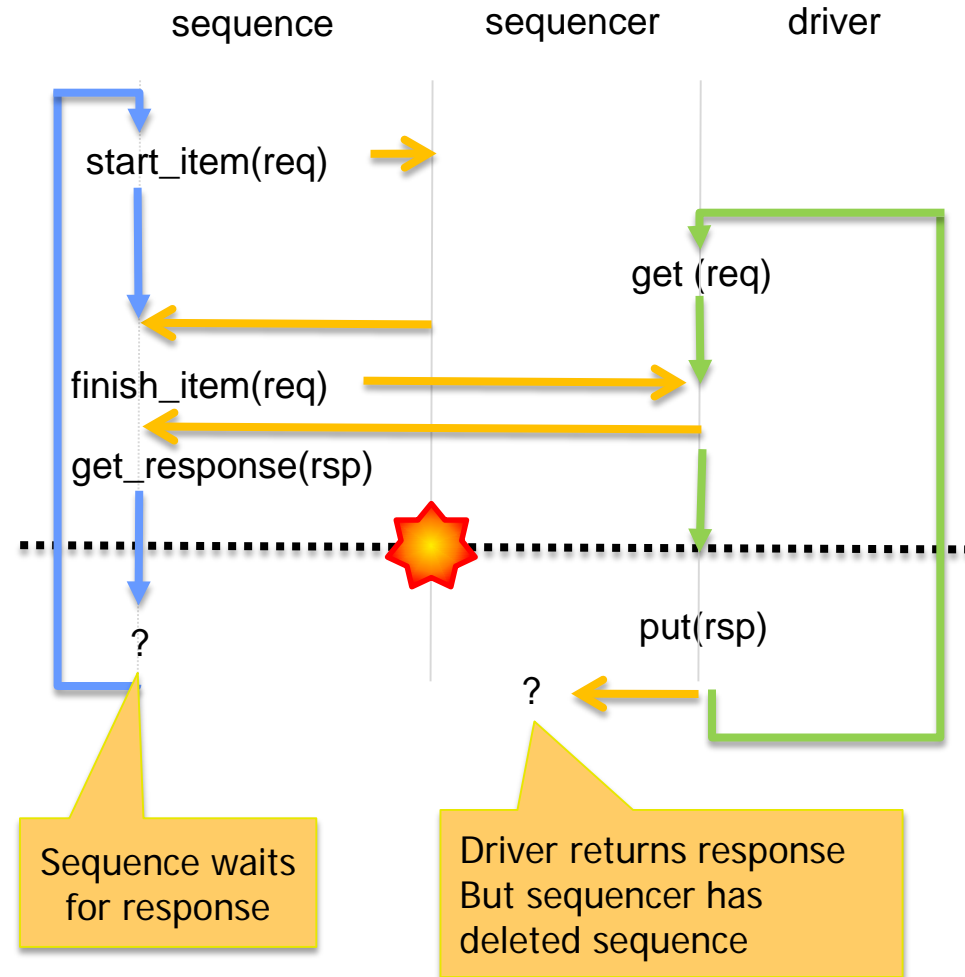 sequence
sequencer
driver
start_item(req)
get (req)
finish_item(req)
get_response(rsp)
put(rsp)
?
?
Sequence waits
for response
Driver returns response
But sequencer has
deleted sequence